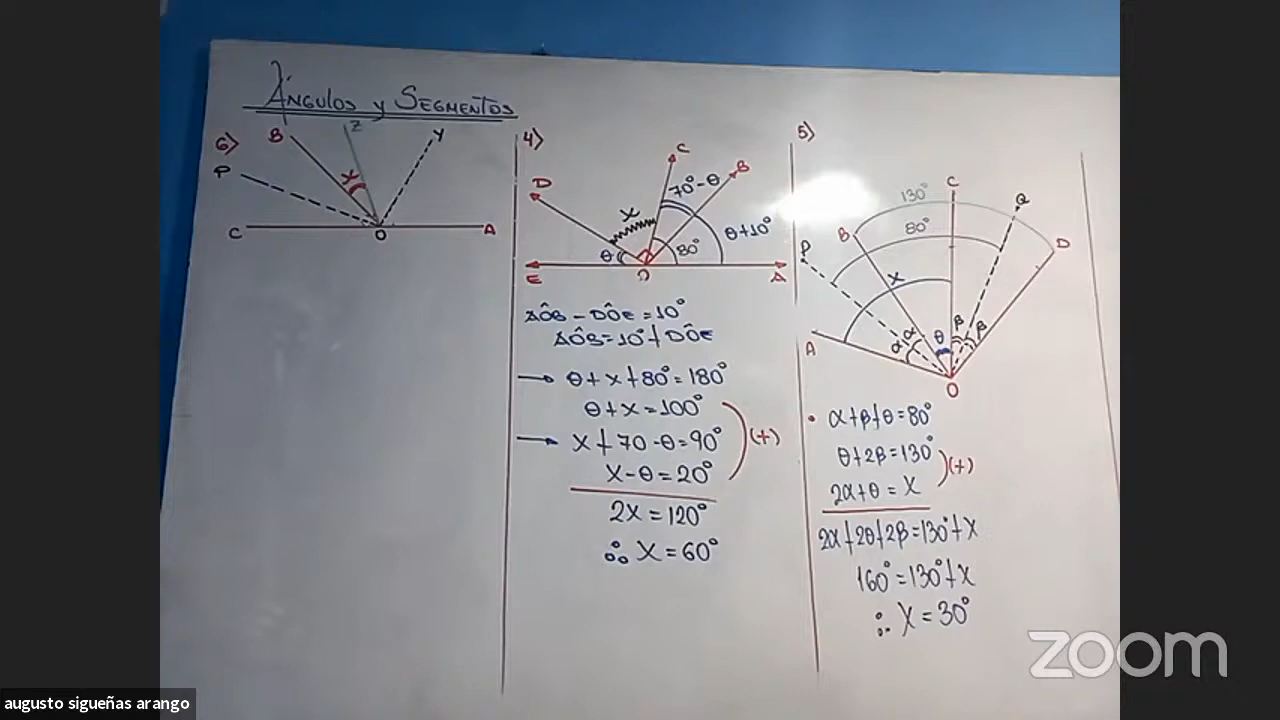 Ángulos y Segmentos
6)
B
Z
Y
P
X
C
O
A
4)
C
B
D
70°-θ
X
θ+10°
θ
80°
E
O
A
AÔB - DÔE = 10°
AÔB = 10° + DÔE
→ θ + X + 80° = 180°
θ + X = 100°
→ X + 70 - θ = 90°
(+)
X - θ = 20°
2X = 120°
∴ X = 60°
5)
C
130°
Q
B
80°
D
P
X
A
α
α
θ
β
β
O
• α+β+θ=80°
θ+2β=130°
(+)
2α+θ = X
2α+2θ+2β=130°+X
160°=130°+X
∴ X = 30°
zoom
augusto sigueñas arango